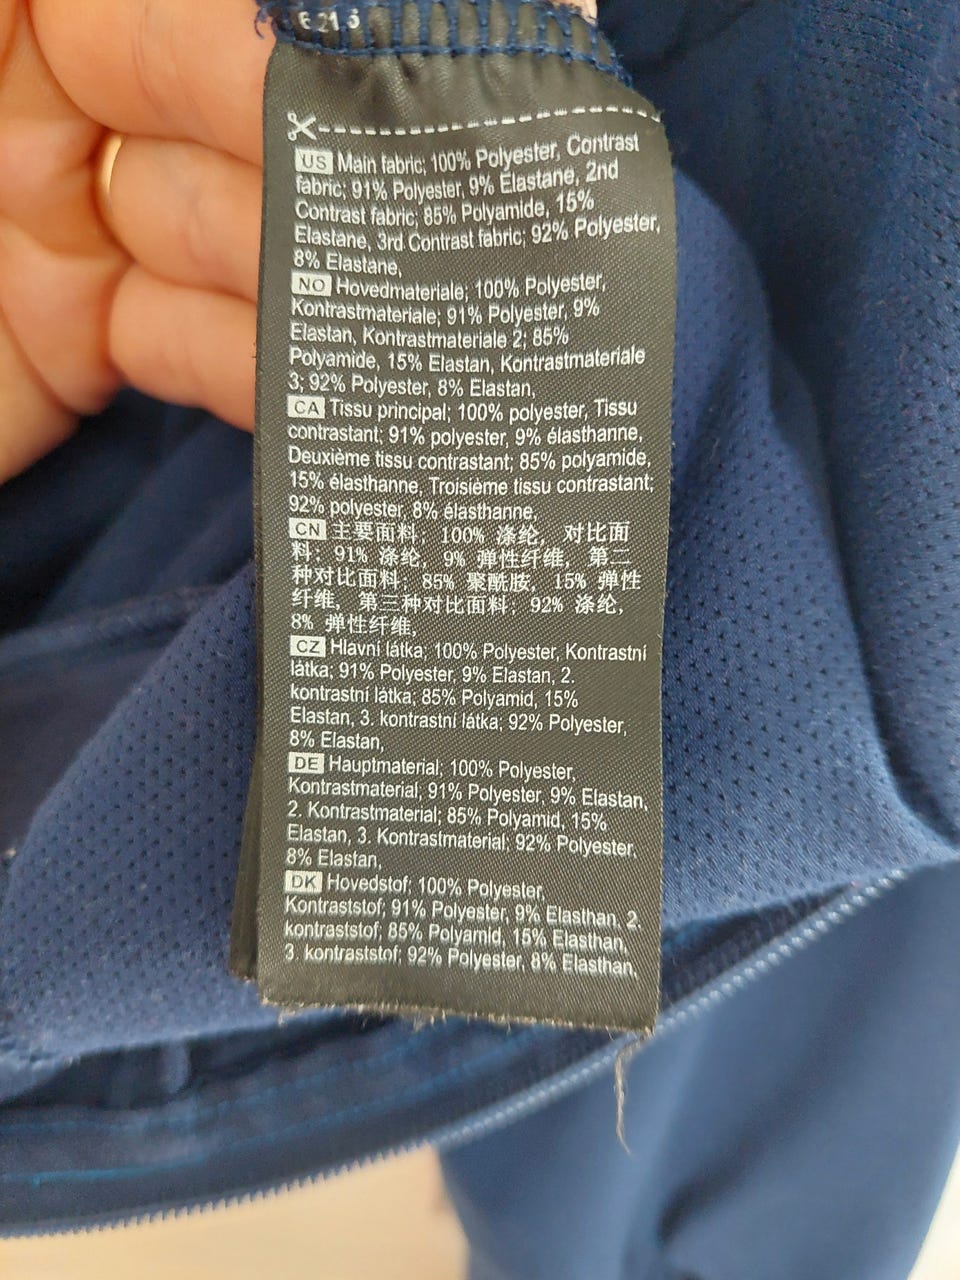 US Main fabric; 100% Polyester, Contrast
fabric; 91% Polyester, 9% Elastane, 2nd
Contrast fabric; 85% Polyamide, 15%
Elastane, 3rd Contrast fabric; 92% Polyester,
8% Elastane,
NO Hovedmateriale; 100% Polyester,
Kontrastmateriale; 91% Polyester, 9%
Elastan, Kontrastmateriale 2; 85%
Polyamide, 15% Elastan, Kontrastmateriale
3; 92% Polyester, 8% Elastan,
CA Tissu principal; 100% polyester, Tissu
contrastant; 91% polyester, 9% élasthanne,
Deuxième tissu contrastant; 85% polyamide,
15% élasthanne, Troisième tissu contrastant;
92% polyester, 8% élasthanne,
CN 主要面料; 100% 涤纶, 对比面
料; 91% 涤纶, 9% 弹性纤维, 第二
种对比面料; 85% 聚酰胺, 15% 弹性
纤维, 第三种对比面料; 92% 涤纶,
8% 弹性纤维,
CZ Hlavní látka; 100% Polyester, Kontrastní
látka; 91% Polyester, 9% Elastan, 2.
kontrastní látka; 85% Polyamid, 15%
Elastan, 3. kontrastní látka; 92% Polyester,
8% Elastan,
DE Hauptmaterial; 100% Polyester,
Kontrastmaterial, 91% Polyester, 9% Elastan,
2. Kontrastmaterial; 85% Polyamid, 15%
Elastan, 3. Kontrastmaterial; 92% Polyester,
8% Elastan,
DK Hovedstof; 100% Polyester,
Kontraststof; 91% Polyester, 9% Elasthan, 2.
kontraststof; 85% Polyamid, 15% Elasthan,
3. kontraststof; 92% Polyester, 8% Elasthan,